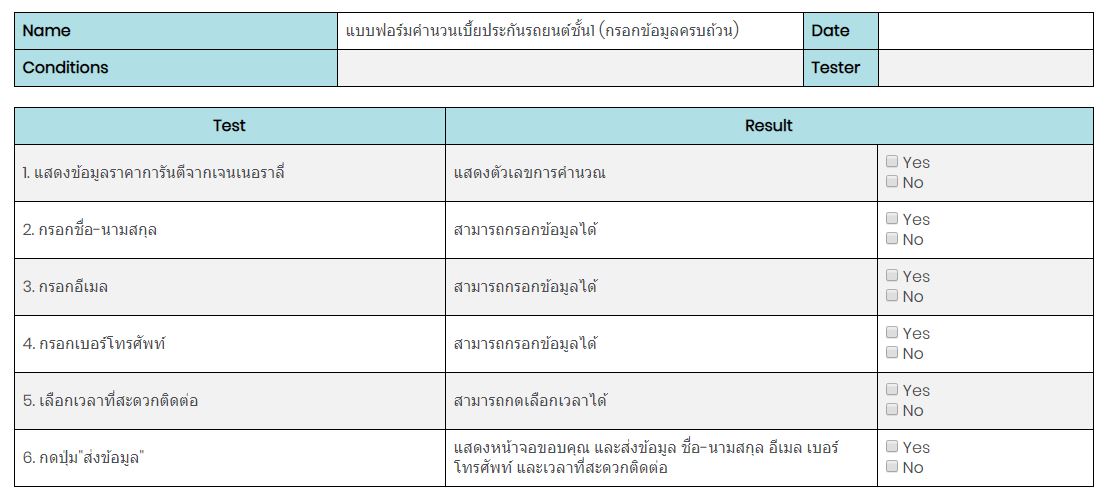 Name แบบฟอร์มคำนวนเบี้ยประกันรถยนต์ชั้น1 (กรอกข้อมูลครบถ้วน) Date
Conditions Tester
Test Result
1. แสดงข้อมูลราคาการันตีจากเจนเนอราลี่ แสดงตัวเลขการคำนวณ
Yes
No
2. กรอกชื่อ-นามสกุล สามารถกรอกข้อมูลได้
Yes
No
3. กรอกอีเมล สามารถกรอกข้อมูลได้
Yes
No
4. กรอกเบอร์โทรศัพท์ สามารถกรอกข้อมูลได้
Yes
No
5. เลือกเวลาที่สะดวกติดต่อ สามารถกดเลือกเวลาได้
Yes
No
6. กดปุ่ม"ส่งข้อมูล" แสดงหน้าจอขอบคุณ และส่งข้อมูล ชื่อ-นามสกุล อีเมล เบอร์
โทรศัพท์ และเวลาที่สะดวกติดต่อ
Yes
No